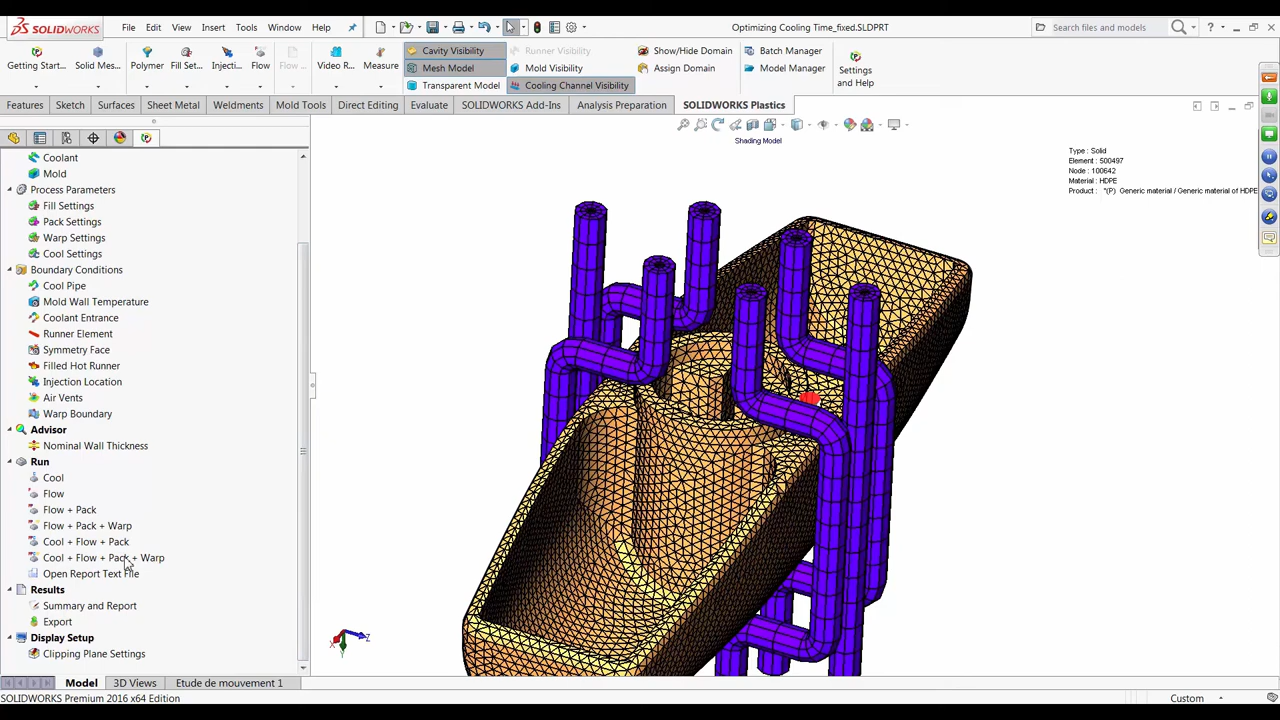 SOLIDWORKS File Edit View Insert Tools Window Help Optimizing Cooling Time_fixed.SLDPRT Search files and models
Getting Start... Solid Mes... Polymer Fill Set... Injecti... Flow Flow ... Video R... Measure
Cavity Visibility Runner Visibility Show/Hide Domain Batch Manager
Mesh Model Mold Visibility Assign Domain Model Manager
Transparent Model Cooling Channel Visibility
Settings and Help
Features Sketch Surfaces Sheet Metal Weldments Mold Tools Direct Editing Evaluate SOLIDWORKS Add-Ins Analysis Preparation SOLIDWORKS Plastics
Shading Model
Type : Solid
Element : 500497
Node : 100642
Material : HDPE
Product : "(P) Generic material / Generic material of HDPE
Coolant
Mold
Process Parameters
Fill Settings
Pack Settings
Warp Settings
Cool Settings
Boundary Conditions
Cool Pipe
Mold Wall Temperature
Coolant Entrance
Runner Element
Symmetry Face
Filled Hot Runner
Injection Location
Air Vents
Warp Boundary
Advisor
Nominal Wall Thickness
Run
Cool
Flow
Flow + Pack
Flow + Pack + Warp
Cool + Flow + Pack
Cool + Flow + Pack + Warp
Open Report Text File
Results
Summary and Report
Export
Display Setup
Clipping Plane Settings
X Y Z
Model 3D Views Etude de mouvement 1
SOLIDWORKS Premium 2016 x64 Edition Custom